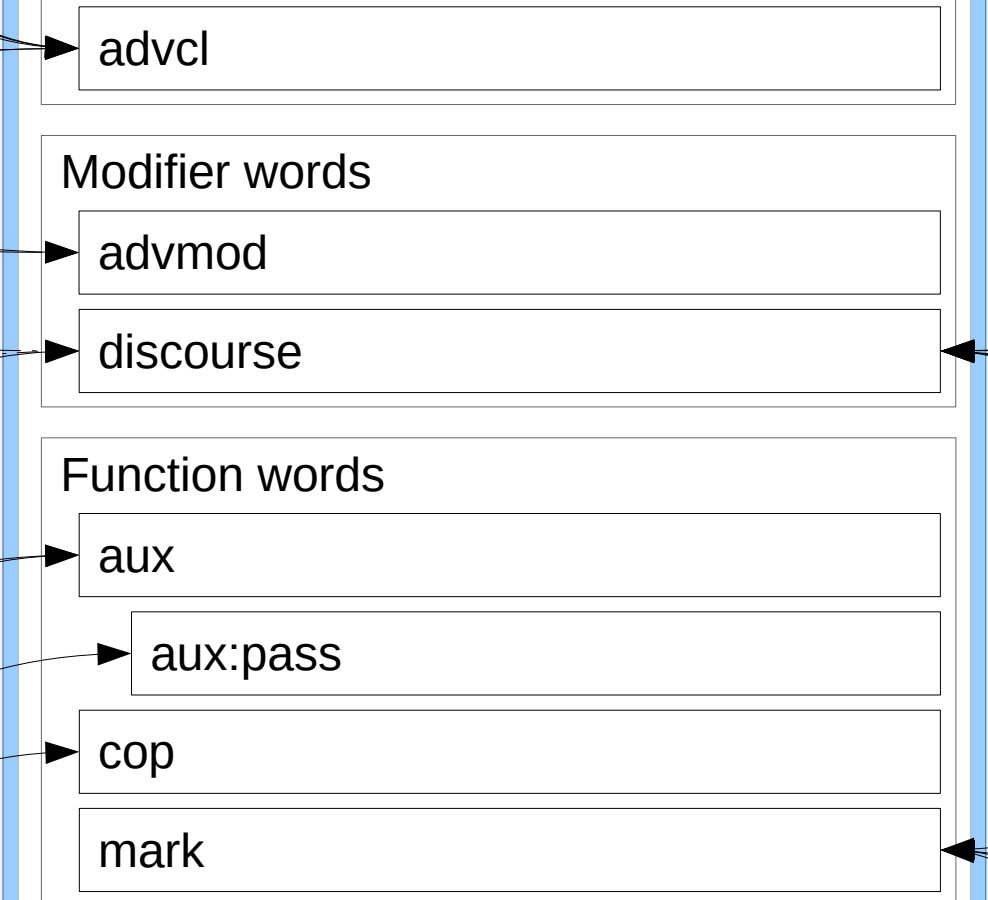 advcl
Modifier words
advmod
discourse
Function words
aux
aux:pass
cop
mark